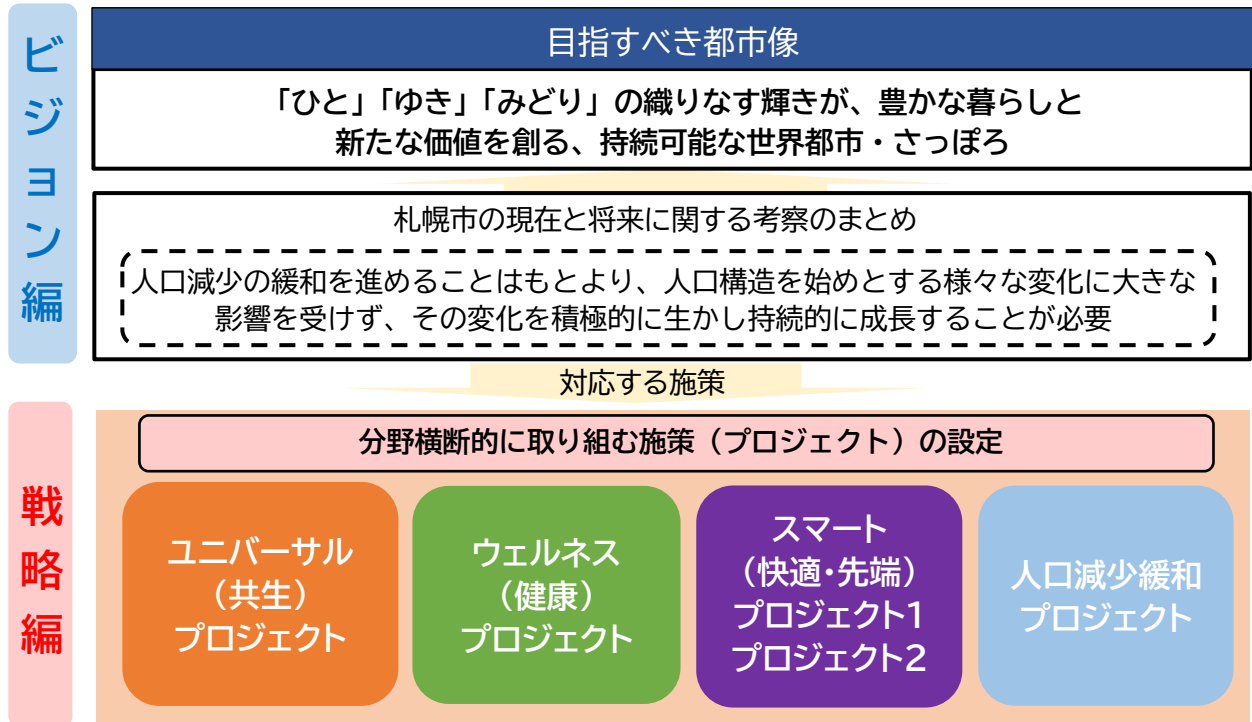 ビジョン編
目指すべき都市像
「ひと」「ゆき」「みどり」の織りなす輝きが、豊かな暮らしと
新たな価値を創る、持続可能な世界都市・さっぽろ
札幌市の現在と将来に関する考察のまとめ
人口減少の緩和を進めることはもとより、人口構造を始めとする様々な変化に大きな
影響を受けず、その変化を積極的に生かし持続的に成長することが必要
対応する施策
戦略編
分野横断的に取り組む施策（プロジェクト）の設定
ユニバーサル
（共生）
プロジェクト
ウェルネス
（健康）
プロジェクト
スマート
（快適・先端）
プロジェクト1
プロジェクト2
人口減少緩和
プロジェクト